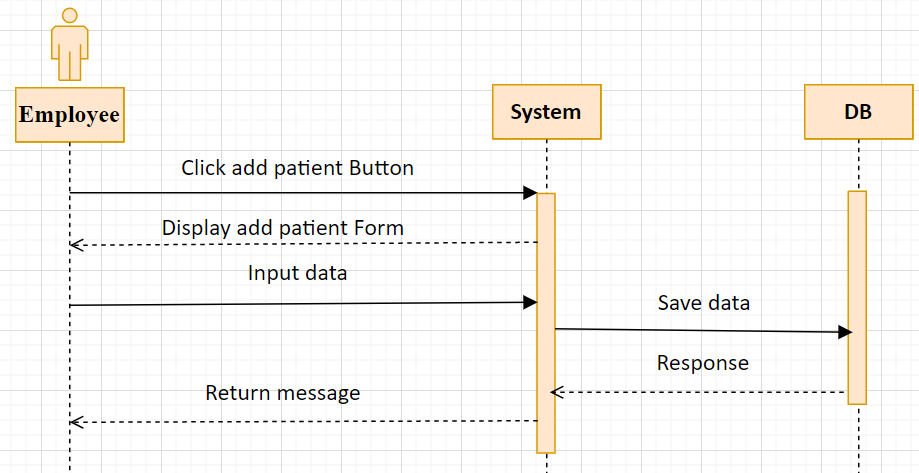 Employee
System
DB
Click add patient Button
Display add patient Form
Input data
Save data
Response
Return message